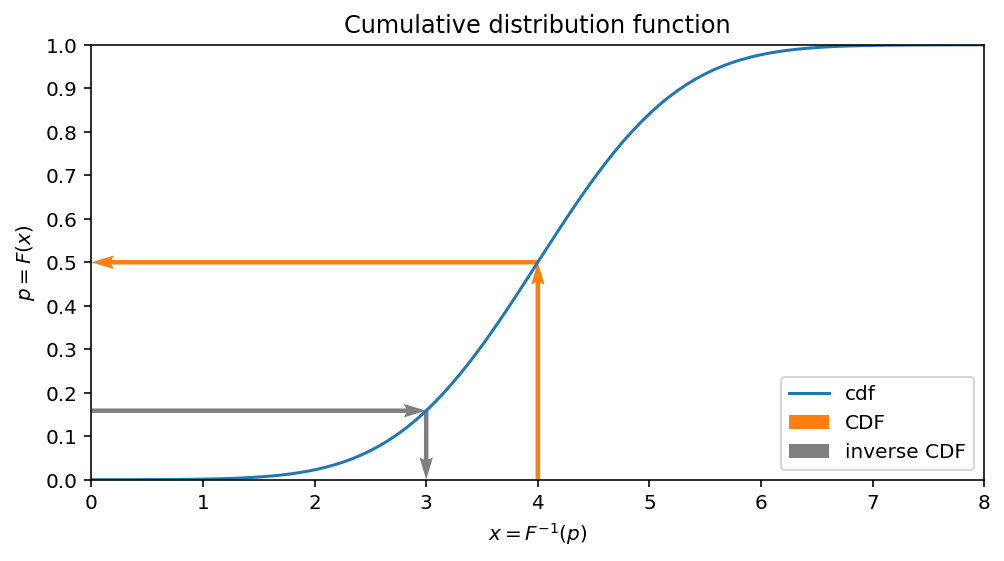 Cumulative distribution function
1.0
0.9
0.8
0.7
0.6
0.5
0.4
0.3
0.2
0.1
0.0
p = F(x)
cdf
CDF
inverse CDF
0 1 2 3 4 5 6 7 8
x = F⁻¹(p)